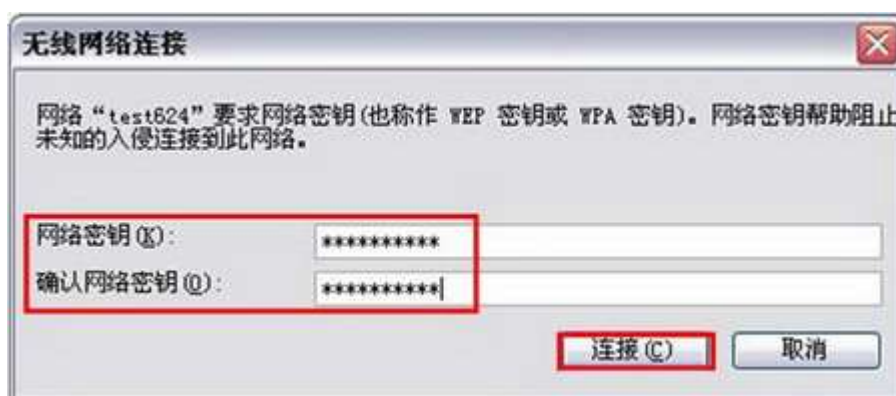 无线网络连接
网络“test624”要求网络密钥(也称作 WEP 密钥或 WPA 密钥)。网络密钥帮助阻止
未知的入侵连接到此网络。
网络密钥(K): **********
确认网络密钥(O): **********
连接(C) 取消